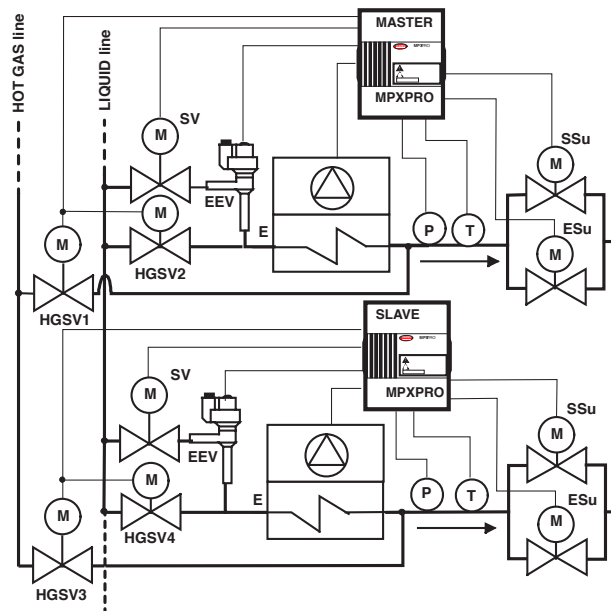 HOT GAS line
LIQUID line
MASTER
MPXPRO
SV
M
M
M
EEV
HGSV2
HGSV1
E
P
T
SSu
M
ESu
M
SLAVE
MPXPRO
SV
M
M
M
EEV
HGSV4
HGSV3
E
P
T
SSu
M
ESu
M